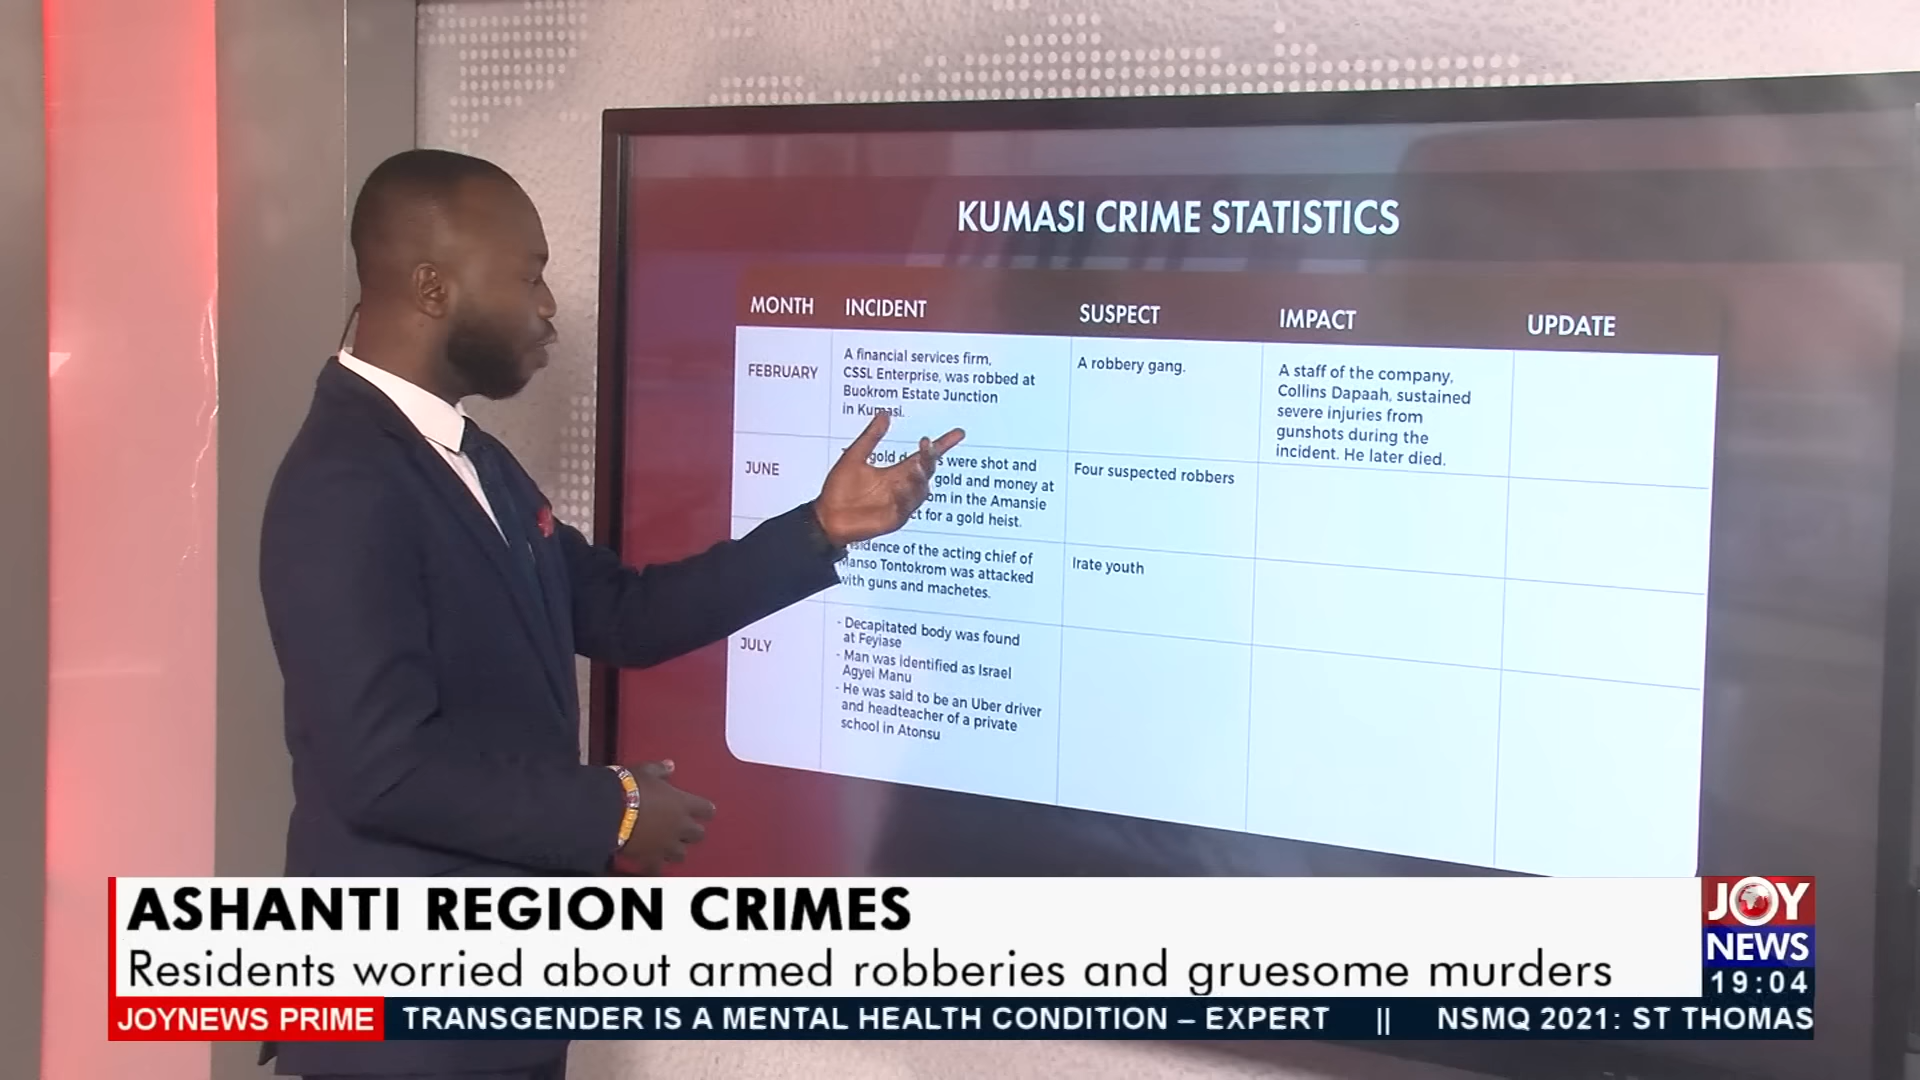 KUMASI CRIME STATISTICS
MONTH INCIDENT SUSPECT IMPACT UPDATE
FEBRUARY
A financial services firm,
CSSL Enterprise, was robbed at
Buokrom Estate Junction
in Kumasi.
A robbery gang.
A staff of the company,
Collins Dapaah, sustained
severe injuries from
gunshots during the
incident. He later died.
JUNE
gold were shot and
gold and money at
in the Amansie
for a gold heist.
Four suspected robbers
of the acting chief of
Manso Tontokrom was attacked
with guns and machetes.
Irate youth
JULY
- Decapitated body was found
at Feyiase
- Man was identified as Israel
Agyei Manu
- He was said to be an Uber driver
and headteacher of a private
school in Atonsu
ASHANTI REGION CRIMES
Residents worried about armed robberies and gruesome murders
JOY
NEWS
19:04
JOYNEWS PRIME TRANSGENDER IS A MENTAL HEALTH CONDITION – EXPERT || NSMQ 2021: ST THOMAS